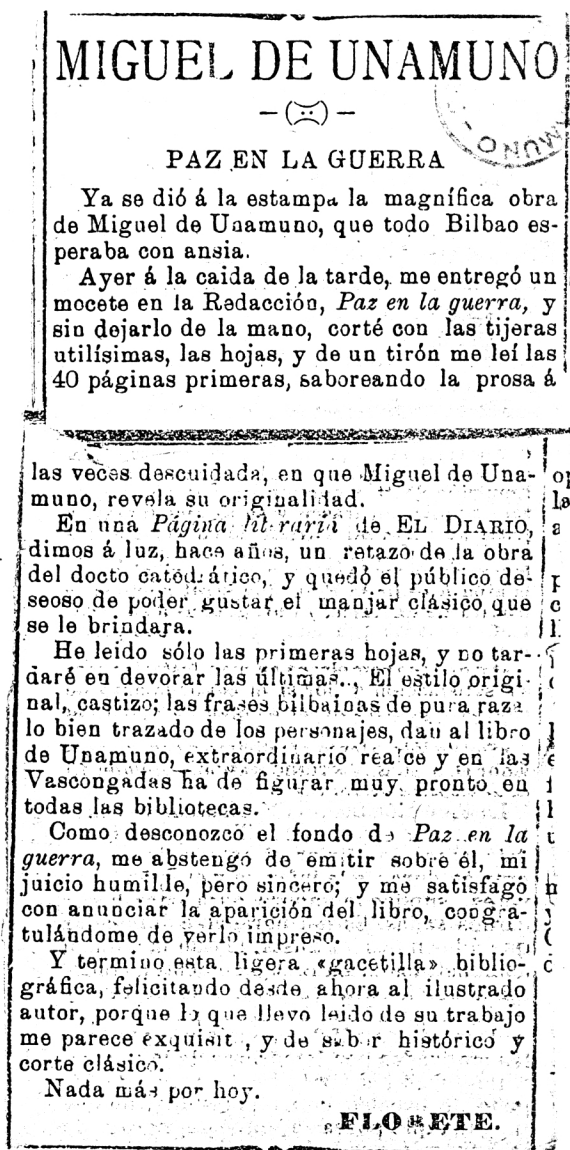 MIGUEL DE UNAMUNO
PAZ EN LA GUERRA
Ya se dió á la estampa la magnífica obra
de Miguel de Unamuno, que todo Bilbao es-
peraba con ansia.
Ayer á la caida de la tarde, me entregó un
mocete en la Redacción, Paz en la guerra, y
sin dejarlo de la mano, corté con las tijeras
utilísimas, las hojas, y de un tirón me leí las
40 páginas primeras, saboreando la prosa á
las veces descuidada, en que Miguel de Una-
muno, revela su originalidad.
En una Página literaria de EL DIARIO,
dimos á luz, hace años, un retazo de la obra
del docto catedrático, y quedó el público de-
seoso de poder gustar el manjar clásico que
se le brindara.
He leido sólo las primeras hojas, y no tar-
daré en devorar las últimas... El estilo origi-
nal, castizo; las frases bilbainas de pura raza
lo bien trazado de los personajes, dan al libro
de Unamuno, extraordinario realce y en las
Vascongadas ha de figurar muy pronto en
todas las bibliotecas.
Como desconozco el fondo de Paz en la
guerra, me abstengo de emitir sobre él, mi
juicio humilde, pero sincero; y me satisfago
con anunciar la aparición del libro, congra-
tulándome de verlo impreso.
Y termino esta ligera «gacetilla» biblio-
gráfica, felicitando desde ahora al ilustrado
autor, porque lo que llevo leido de su trabajo
me parece exquisit , y de sabor histórico y
corte clásico.
Nada más por hoy.
FLORETE.